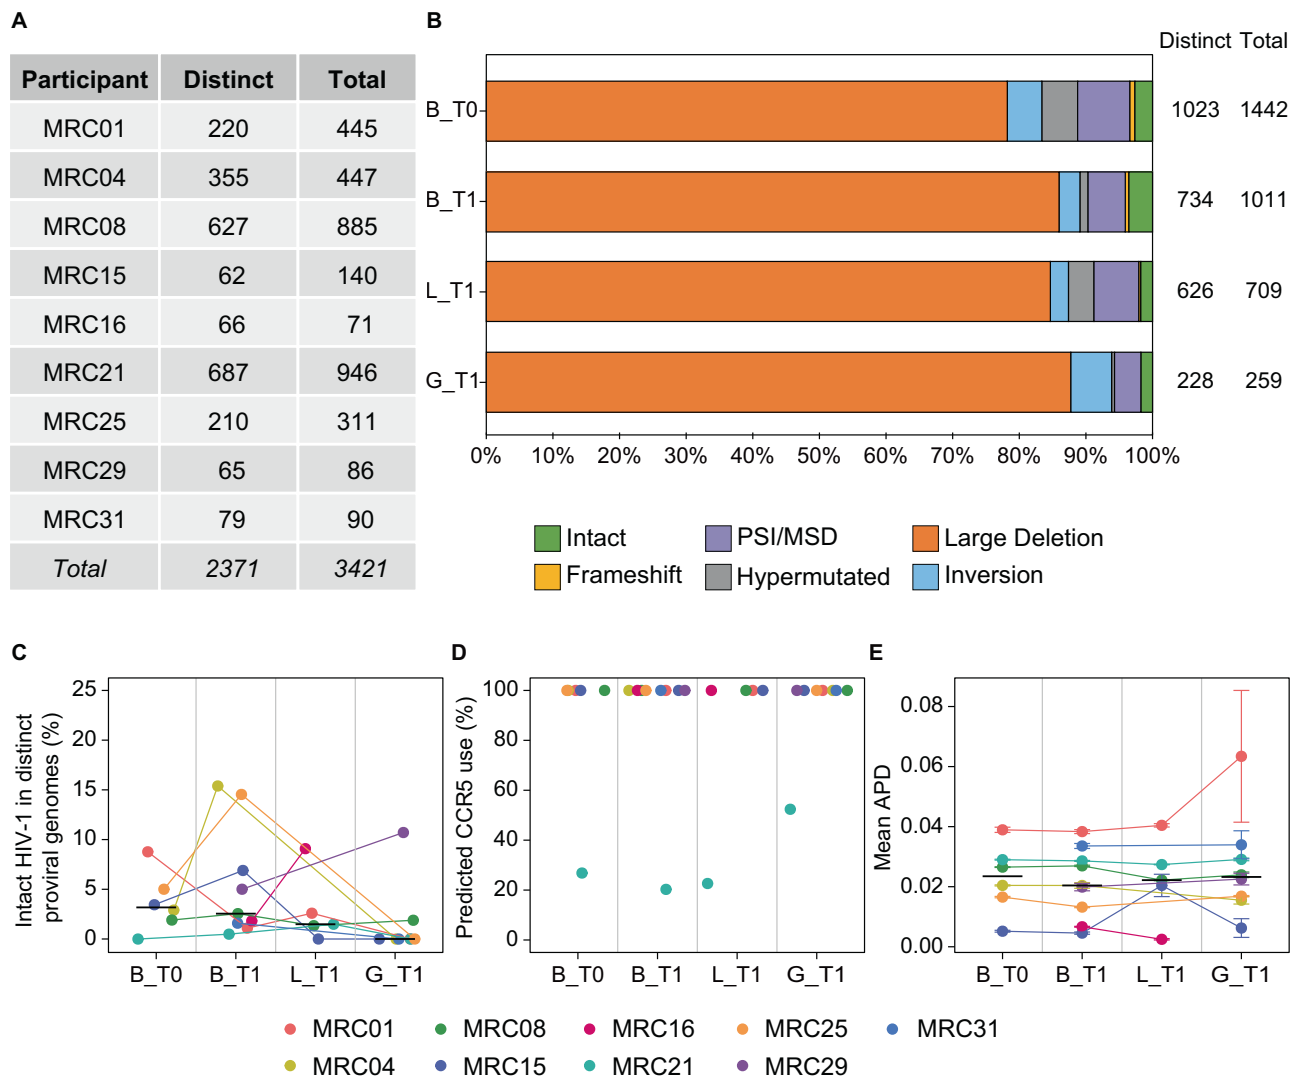 A
Participant Distinct Total
MRC01 220 445
MRC04 355 447
MRC08 627 885
MRC15 62 140
MRC16 66 71
MRC21 687 946
MRC25 210 311
MRC29 65 86
MRC31 79 90
Total 2371 3421
B
Distinct Total
B_T0 1023 1442
B_T1 734 1011
L_T1 626 709
G_T1 228 259
0% 10% 20% 30% 40% 50% 60% 70% 80% 90% 100%
Intact PSI/MSD Large Deletion
Frameshift Hypermutated Inversion
C
Intact HIV-1 in distinct
proviral genomes (%)
25
20
15
10
5
0
B_T0 B_T1 L_T1 G_T1
D
Predicted CCR5 use (%)
100
80
60
40
20
0
B_T0 B_T1 L_T1 G_T1
E
Mean APD
0.08
0.06
0.04
0.02
0.00
B_T0 B_T1 L_T1 G_T1
MRC01 MRC08 MRC16 MRC25 MRC31
MRC04 MRC15 MRC21 MRC29